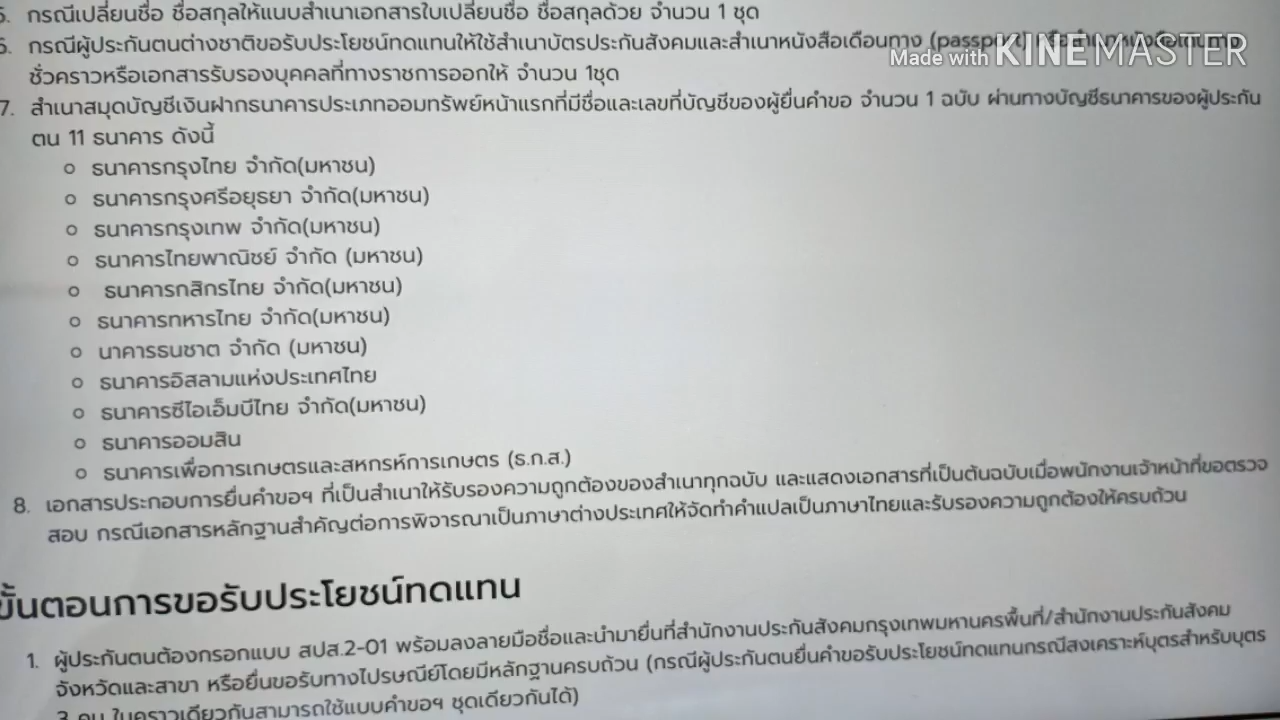 5. กรณีเปลี่ยนชื่อ ชื่อสกุลให้แนบสำเนาเอกสารใบเปลี่ยนชื่อ ชื่อสกุลด้วย จำนวน 1 ชุด
6. กรณีผู้ประกันตนต่างชาติขอรับประโยชน์ทดแทนให้ใช้สำเนาบัตรประกันสังคมและสำเนาหนังสือเดือนทาง
Made with KINEMASTER
ชั่วคราวหรือเอกสารรับรองบุคคลที่ทางราชการออกให้ จำนวน 1ชุด
7. สำเนาสมุดบัญชีเงินฝากธนาคารประเภทออมทรัพย์หน้าแรกที่มีชื่อและเลขที่บัญชีของผู้ยื่นคำขอ จำนวน 1 ฉบับ ผ่านทางบัญชีธนาคารของผู้ประกัน
ตน 11 ธนาคาร ดังนี้
ธนาคารกรุงไทย จำกัด(มหาชน)
ธนาคารกรุงศรีอยุธยา จำกัด(มหาชน)
ธนาคารกรุงเทพ จำกัด(มหาชน)
ธนาคารไทยพาณิชย์ จำกัด (มหาชน)
ธนาคารกสิกรไทย จำกัด(มหาชน)
ธนาคารทหารไทย จำกัด(มหาชน)
นาคารธนชาต จำกัด (มหาชน)
ธนาคารอิสลามแห่งประเทศไทย
ธนาคารซีไอเอ็มบีไทย จำกัด(มหาชน)
ธนาคารออมสิน
ธนาคารเพื่อการเกษตรและสหกรห์การเกษตร (ธ.ก.ส.)
8. เอกสารประกอบการยื่นคำขอฯ ที่เป็นสำเนาให้รับรองความถูกต้องของสำเนาทุกฉบับ และแสดงเอกสารที่เป็นต้นฉบับเมื่อพนักงานเจ้าหน้าที่ขอตรวจ
สอบ กรณีเอกสารหลักฐานสำคัญต่อการพิจารณาเป็นภาษาต่างประเทศให้จัดทำคำแปลเป็นภาษาไทยและรับรองความถูกต้องให้ครบถ้วน
ขั้นตอนการขอรับประโยชน์ทดแทน
1. ผู้ประกันตนต้องกรอกแบบ สปส.2-01 พร้อมลงลายมือชื่อและนำมายื่นที่สำนักงานประกันสังคมกรุงเทพมหานครพื้นที่/สำนักงานประกันสังคม
จังหวัดและสาขา หรือยื่นขอรับทางไปรษณีย์โดยมีหลักฐานครบถ้วน (กรณีผู้ประกันตนยื่นคำขอรับประโยชน์ทดแทนกรณีสงเคราะห์บุตรสำหรับบุตร
3 คน ในคราวเดียวกันสามารถใช้แบบคำขอฯ ชุดเดียวกันได้)